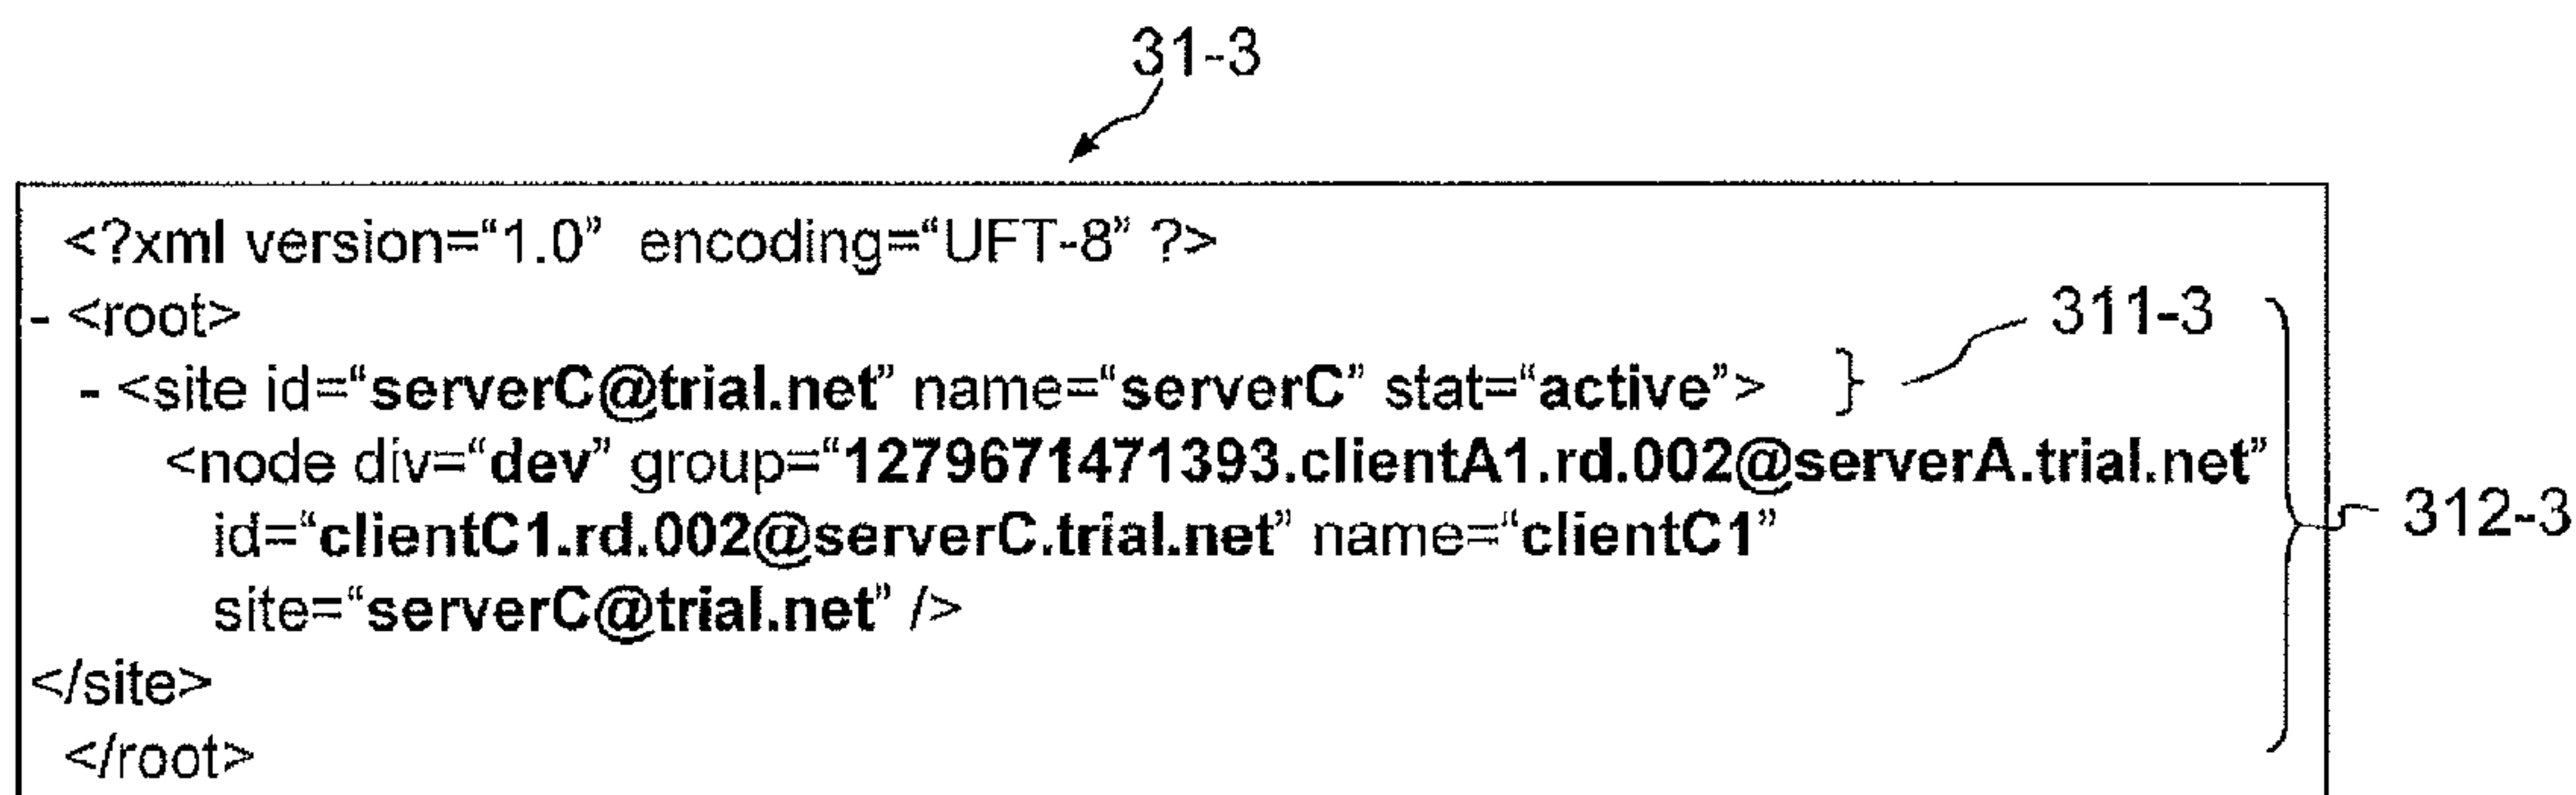 31-3
<?xml version=“1.0” encoding=“UFT-8” ?>
- <root>
311-3
- <site id=“serverC@trial.net” name=“serverC” stat=“active”>
<node div=“dev” group=“1279671471393.clientA1.rd.002@serverA.trial.net”
312-3
id=“clientC1.rd.002@serverC.trial.net” name=“clientC1”
site=“serverC@trial.net” />
</site>
</root>